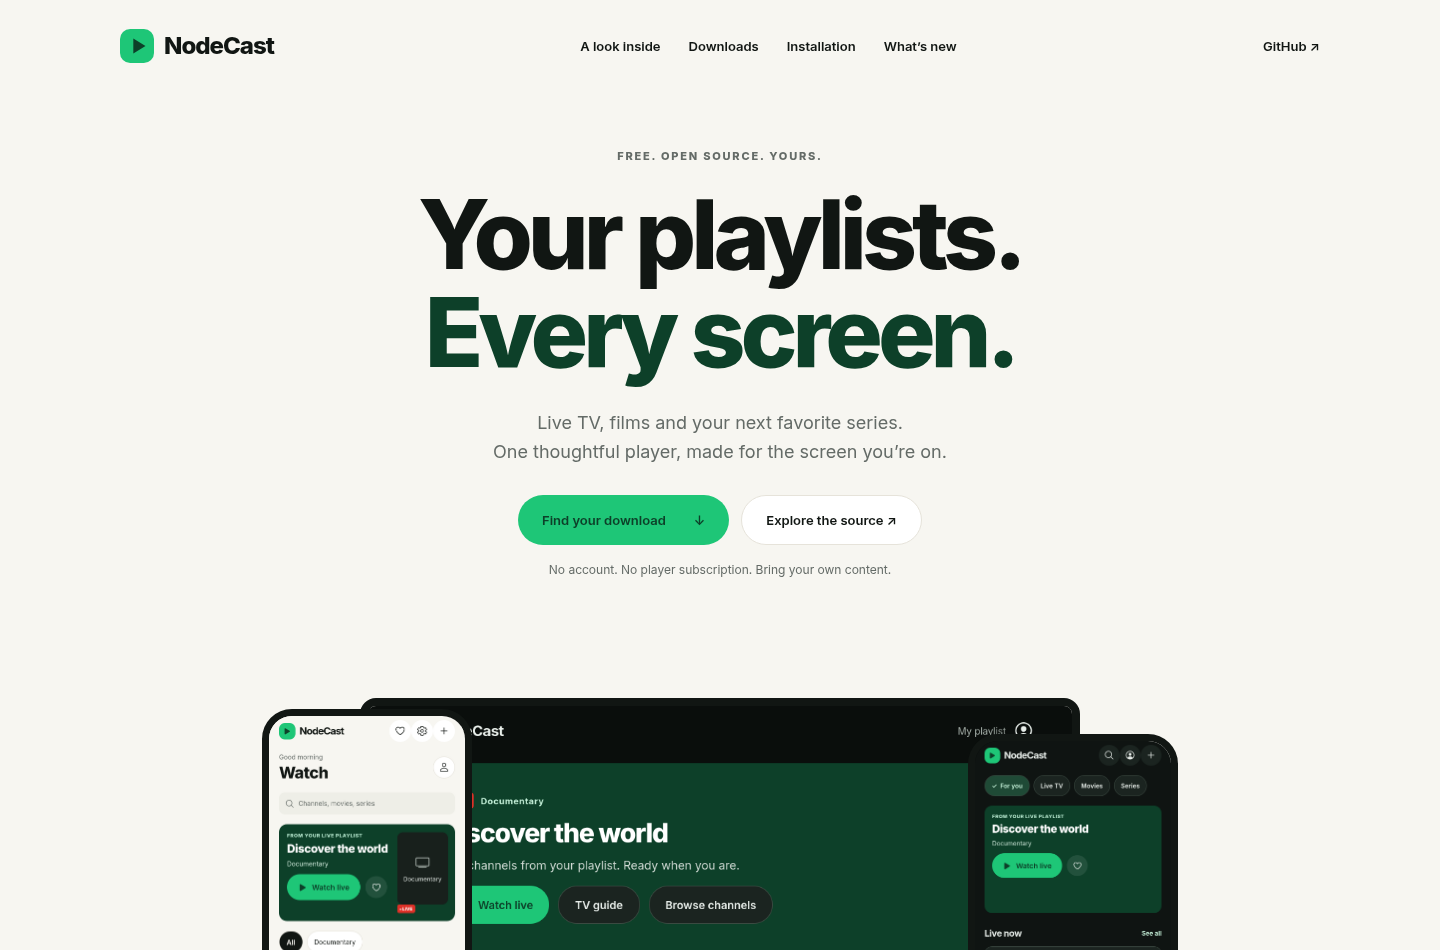 NodeCast
A look inside
Downloads
Installation
What's new
GitHub ↗
FREE. OPEN SOURCE. YOURS.
Your playlists.
Every screen.
Live TV, films and your next favorite series.
One thoughtful player, made for the screen you’re on.
Find your download ↓
Explore the source ↗
No account. No player subscription. Bring your own content.
NodeCast
Good morning
Watch
Channels, movies, series
FROM YOUR LIVE PLAYLIST
Discover the world
Documentary
Watch live
Documentary
LIVE
All
Documentary
eCast
My playlist
Documentary
scover the world
channels from your playlist. Ready when you are.
Watch live
TV guide
Browse channels
NodeCast
For you
Live TV
Movies
Series
FROM YOUR LIVE PLAYLIST
Discover the world
Documentary
Watch live
Live now
See all